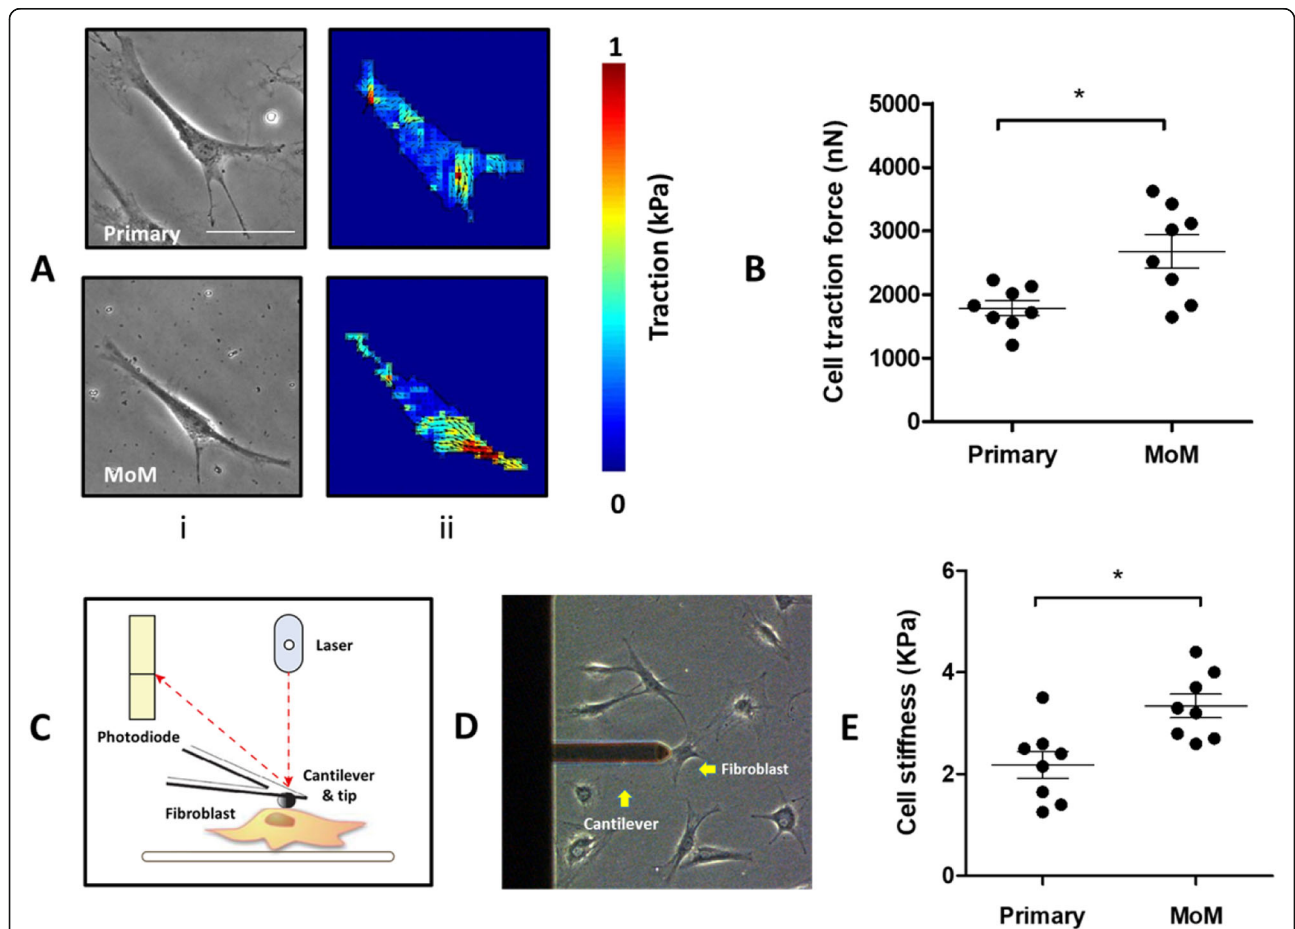 A
Primary
MoM
i
ii
1
Traction (kPa)
0
B
*
Cell traction force (nN)
5000
4000
3000
2000
1000
0
Primary
MoM
C
Laser
Photodiode
Cantilever
& tip
Fibroblast
D
Fibroblast
Cantilever
E
*
Cell stiffness (KPa)
6
4
2
0
Primary
MoM